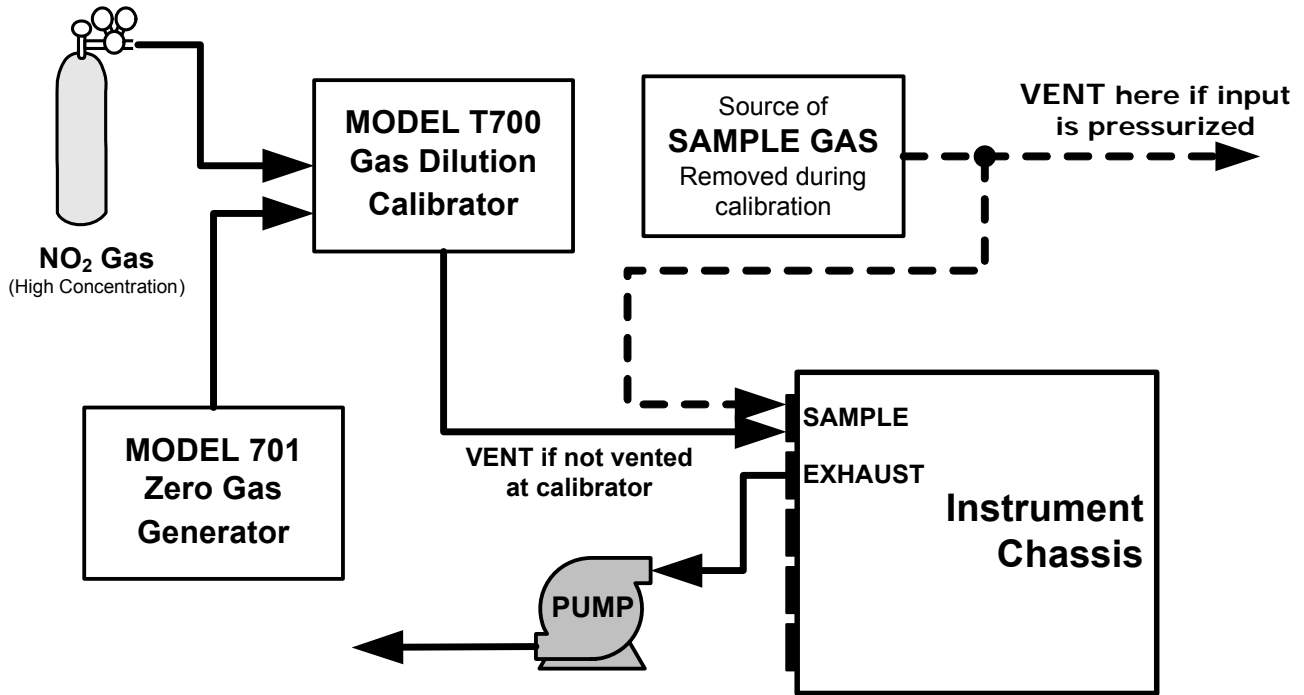 NO₂ Gas
(High Concentration)
MODEL T700
Gas Dilution
Calibrator
Source of
SAMPLE GAS
Removed during
calibration
VENT here if input
is pressurized
MODEL 701
Zero Gas
Generator
VENT if not vented
at calibrator
SAMPLE
EXHAUST
Instrument
Chassis
PUMP